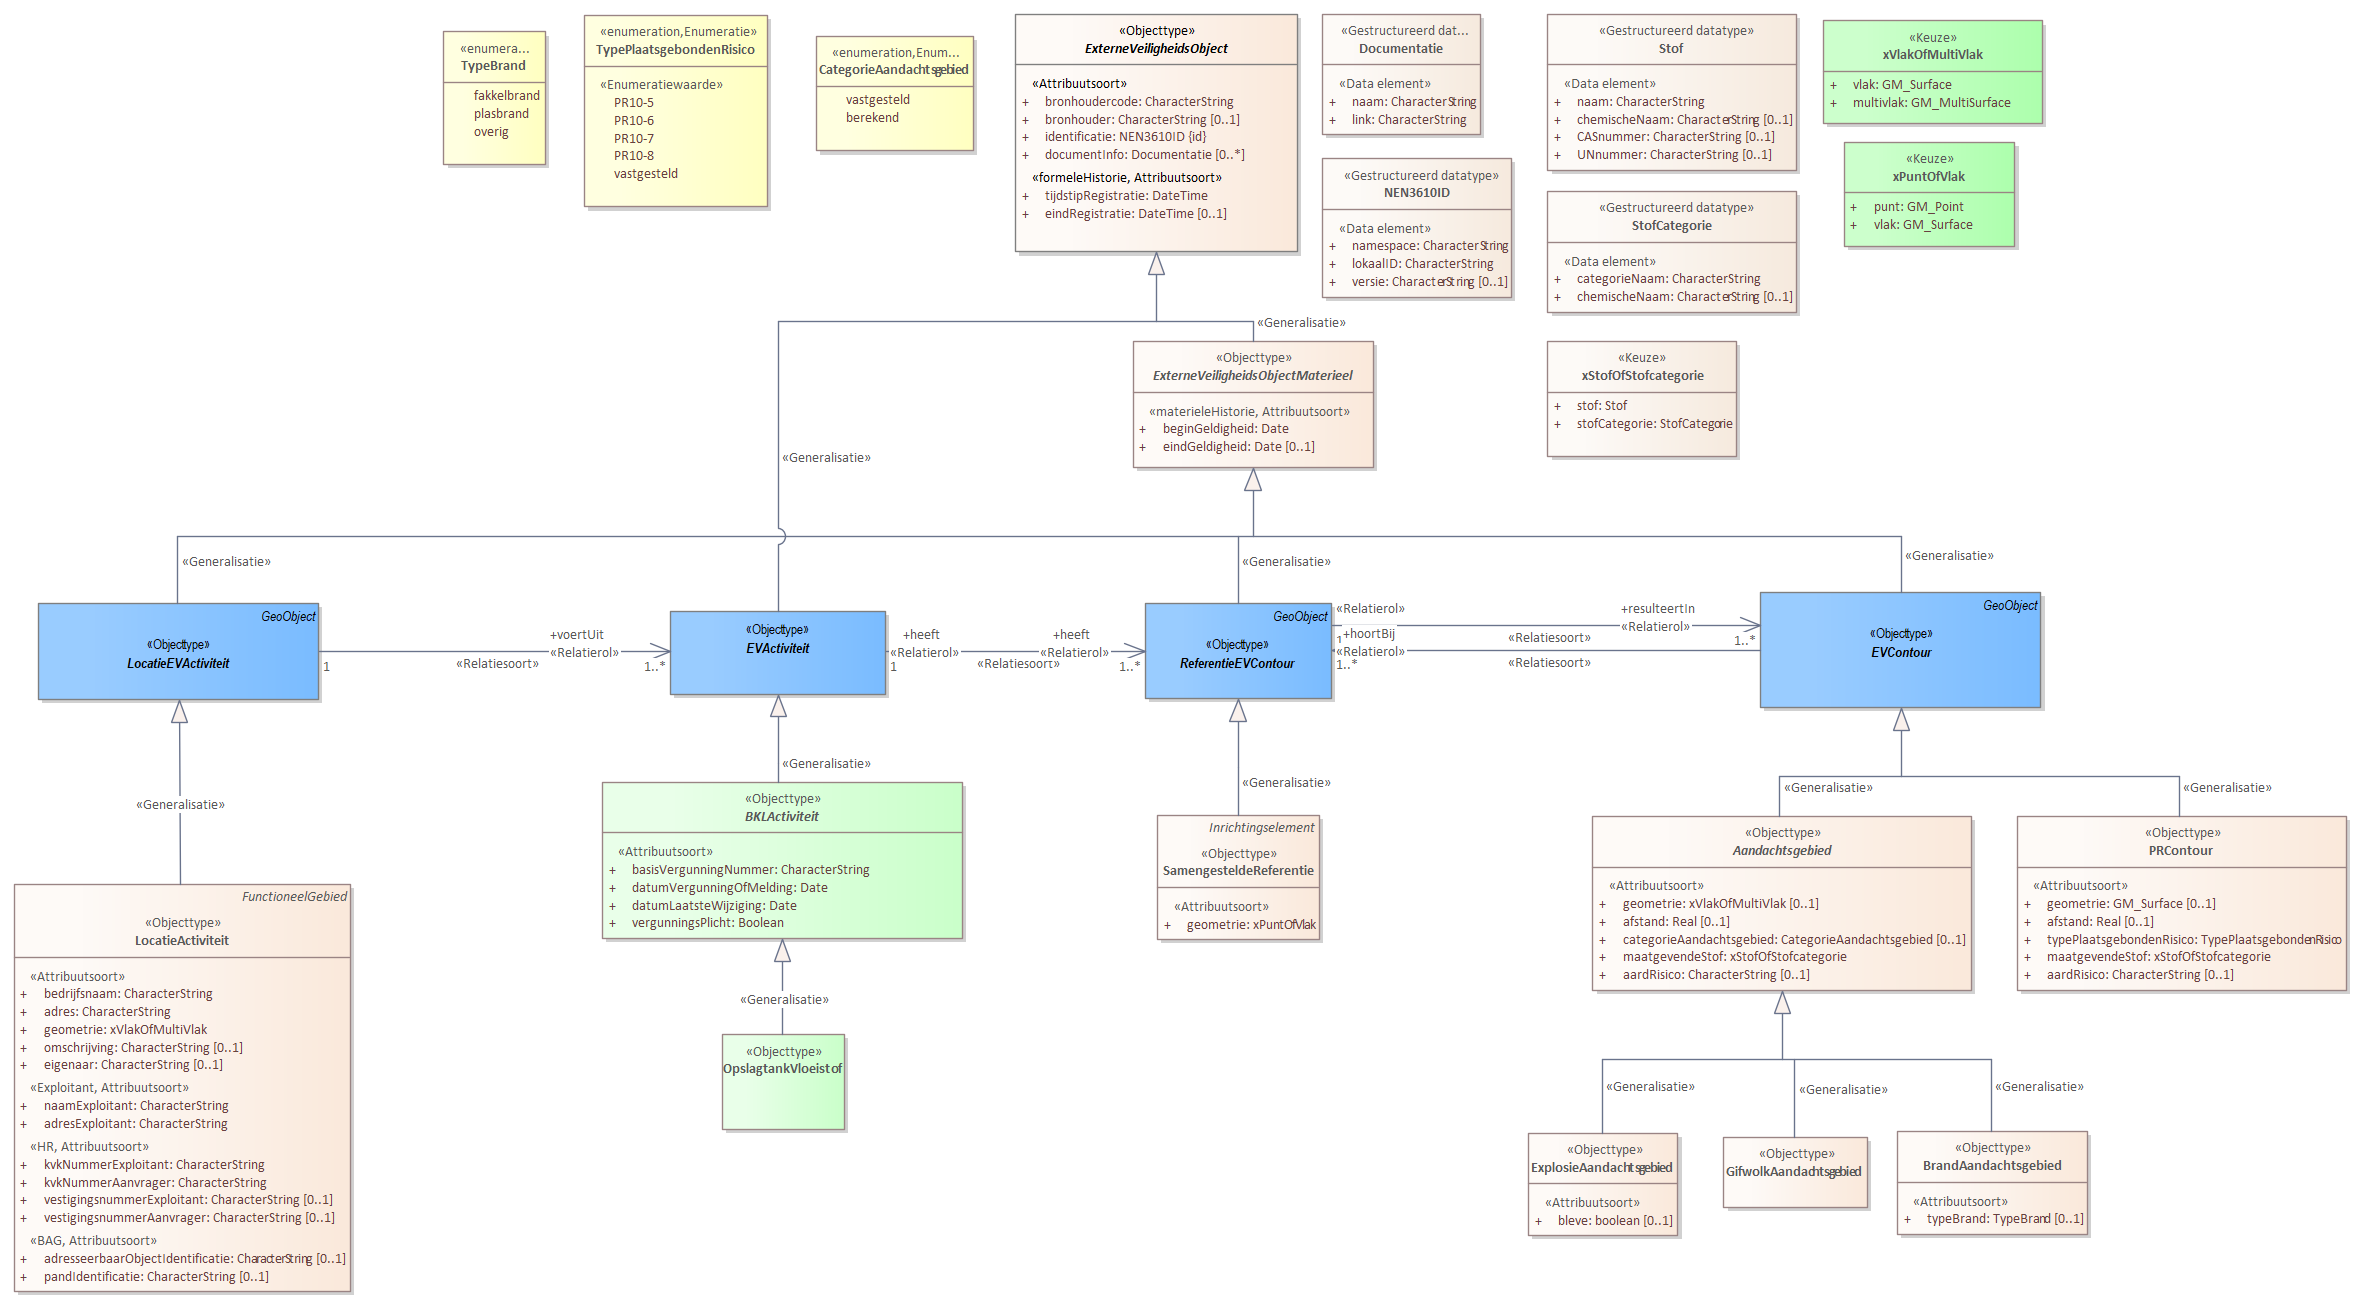 «enumera...
TypeBrand
fakkelbrand
plasbrand
overig
«enumeration,Enumeratie»
TypePlaatsgebondenRisico
«Enumeratiewaarde»
PR10-5
PR10-6
PR10-7
PR10-8
vastgesteld
«enumeration,Enum...
CategorieAandachtsgebied
vastgesteld
berekend
«Objecttype»
ExterneVeiligheidsObject
«Attribuutsoort»
+ bronhoudercode: CharacterString
+ bronhouder: CharacterString [0..1]
+ identificatie: NEN3610ID {id}
+ documentInfo: Documentatie [0..*]
«formeleHistorie, Attribuutsoort»
+ tijdstipRegistratie: DateTime
+ eindRegistratie: DateTime [0..1]
«Gestructureerd dat...
Documentatie
«Data element»
+ naam: CharacterString
+ link: CharacterString
«Gestructureerd datatype»
NEN3610ID
«Data element»
+ namespace: CharacterString
+ lokaalID: CharacterString
+ versie: CharacterString [0..1]
«Gestructureerd datatype»
Stof
«Data element»
+ naam: CharacterString
+ chemischeNaam: CharacterString [0..1]
+ CASnummer: CharacterString [0..1]
+ UNnummer: CharacterString [0..1]
«Gestructureerd datatype»
StofCategorie
«Data element»
+ categorieNaam: CharacterString
+ chemischeNaam: CharacterString [0..1]
«Keuze»
xStofOfStofcategorie
+ stof: Stof
+ stofCategorie: StofCategorie
«Keuze»
xVlakOfMultiVlak
+ vlak: GM_Surface
+ multivlak: GM_MultiSurface
«Keuze»
xPuntOfVlak
+ punt: GM_Point
+ vlak: GM_Surface
«Generalisatie»
«Objecttype»
ExterneVeiligheidsObjectMaterieel
«materieleHistorie, Attribuutsoort»
+ beginGeldigheid: Date
+ eindGeldigheid: Date [0..1]
«Generalisatie»
«Generalisatie»
«Generalisatie»
«Generalisatie»
GeoObject
«Objecttype»
LocatieEVActiviteit
1
«Relatiesoort»
+voertUit
«Relatierol»
1..*
«Objecttype»
EVActiviteit
+heeft
«Relatierol»
1
«Relatiesoort»
+heeft
«Relatierol»
1..*
GeoObject
«Objecttype»
ReferentieEVContour
«Relatierol»
1
+hoortBij
«Relatierol»
1..*
«Relatiesoort»
«Relatiesoort»
+resulteertIn
«Relatierol»
1..*
GeoObject
«Objecttype»
EVContour
«Generalisatie»
«Generalisatie»
«Generalisatie»
«Generalisatie»
«Generalisatie»
FunctioneelGebied
«Objecttype»
LocatieActiviteit
«Attribuutsoort»
+ bedrijfsnaam: CharacterString
+ adres: CharacterString
+ geometrie: xVlakOfMultiVlak
+ omschrijving: CharacterString [0..1]
+ eigenaar: CharacterString [0..1]
«Exploitant, Attribuutsoort»
+ naamExploitant: CharacterString
+ adresExploitant: CharacterString
«HR, Attribuutsoort»
+ kvkNummerExploitant: CharacterString
+ kvkNummerAanvrager: CharacterString
+ vestigingsnummerExploitant: CharacterString [0..1]
+ vestigingsnummerAanvrager: CharacterString [0..1]
«BAG, Attribuutsoort»
+ adresseerbaarObjectIdentificatie: CharacterString [0..1]
+ pandIdentificatie: CharacterString [0..1]
«Objecttype»
BKLActiviteit
«Attribuutsoort»
+ basisVergunningNummer: CharacterString
+ datumVergunningOfMelding: Date
+ datumLaatsteWijziging: Date
+ vergunningsPlicht: Boolean
«Generalisatie»
«Objecttype»
OpslagtankVloeistof
Inrichtingselement
«Objecttype»
SamengesteldeReferentie
«Attribuutsoort»
+ geometrie: xPuntOfVlak
«Objecttype»
Aandachtsgebied
«Attribuutsoort»
+ geometrie: xVlakOfMultiVlak [0..1]
+ afstand: Real [0..1]
+ categorieAandachtsgebied: CategorieAandachtsgebied [0..1]
+ maatgevendeStof: xStofOfStofcategorie
+ aardRisico: CharacterString [0..1]
«Objecttype»
PRContour
«Attribuutsoort»
+ geometrie: GM_Surface [0..1]
+ afstand: Real [0..1]
+ typePlaatsgebondenRisico: TypePlaatsgebondenRisico
+ maatgevendeStof: xStofOfStofcategorie
+ aardRisico: CharacterString [0..1]
«Generalisatie»
«Generalisatie»
«Generalisatie»
«Objecttype»
ExplosieAandachtsgebied
«Attribuutsoort»
+ bleve: boolean [0..1]
«Objecttype»
GifwolkAandachtsgebied
«Objecttype»
BrandAandachtsgebied
«Attribuutsoort»
+ typeBrand: TypeBrand [0..1]